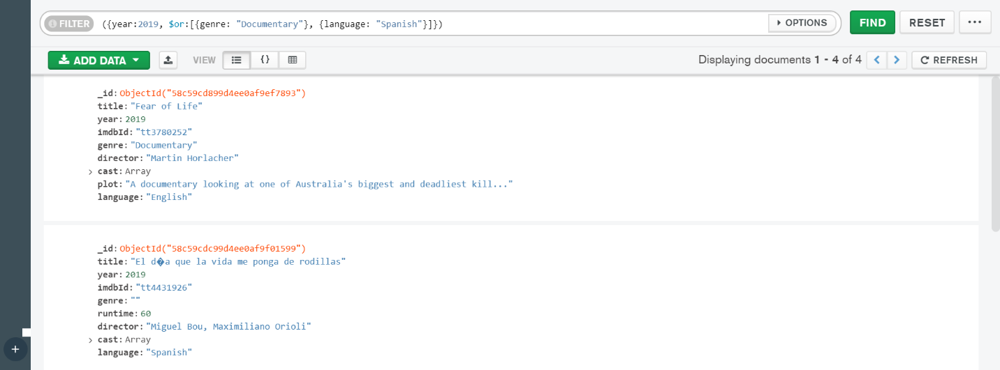 FILTER ({year:2019, $or:[{genre: "Documentary"}, {language: "Spanish"}]}) OPTIONS FIND RESET ...
ADD DATA VIEW {} Displaying documents 1 - 4 of 4 < > REFRESH
_id: ObjectId("58c59cd899d4ee0af9ef7893")
title: "Fear of Life"
year: 2019
imdbId: "tt3780252"
genre: "Documentary"
director: "Martin Horlacher"
> cast: Array
plot: "A documentary looking at one of Australia's biggest and deadliest kill..."
language: "English"
_id: ObjectId("58c59cdc99d4ee0af9f01599")
title: "El d�a que la vida me ponga de rodillas"
year: 2019
imdbId: "tt4431926"
genre: ""
runtime: 60
director: "Miguel Bou, Maximiliano Orioli"
> cast: Array
language: "Spanish"
+